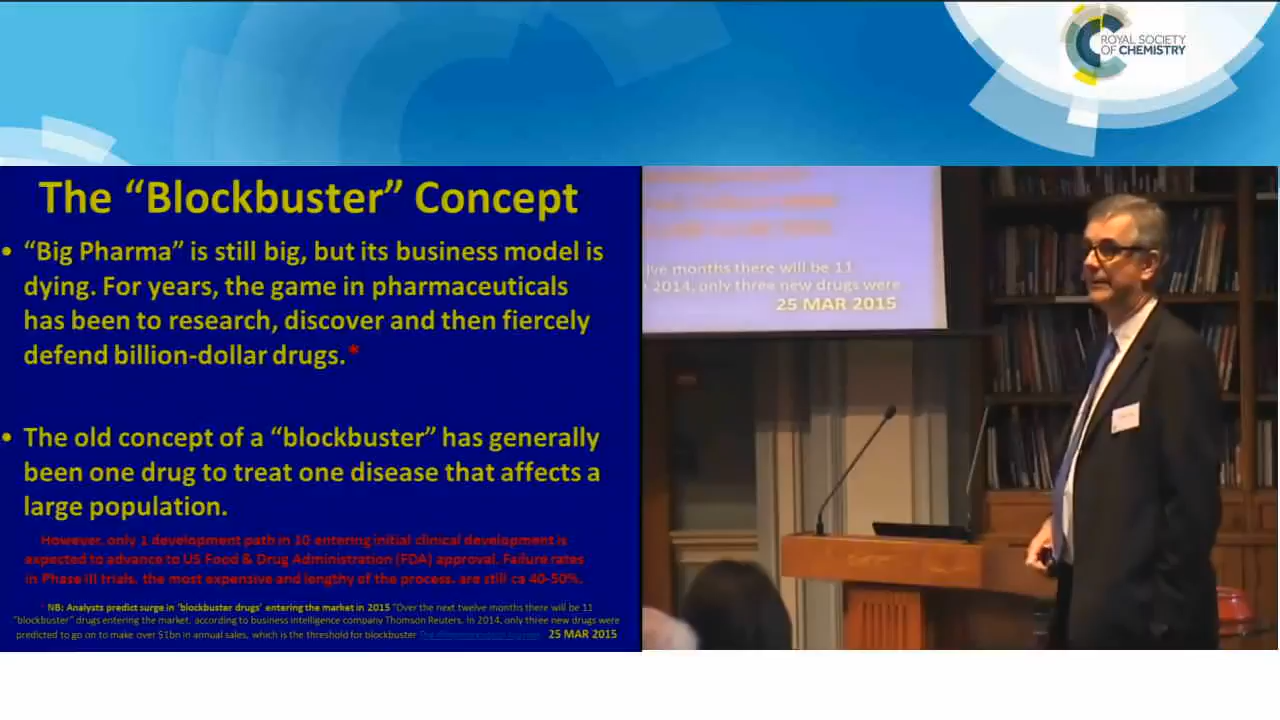 ROYAL SOCIETY
OF CHEMISTRY
The “Blockbuster” Concept
• “Big Pharma” is still big, but its business model is
dying. For years, the game in pharmaceuticals
has been to research, discover and then fiercely
defend billion-dollar drugs.*
• The old concept of a “blockbuster” has generally
been one drug to treat one disease that affects a
large population.
However, only 1 development path in 10 entering initial clinical development is
expected to advance to US Food & Drug Administration (FDA) approval. Failure rates
in Phase III trials, the most expensive and lengthy of the process, are still ca 40-50%.
* NB: Analysts predict surge in ‘blockbuster drugs’ entering the market in 2015 “Over the next twelve months there will be 11
“blockbuster” drugs entering the market, according to business intelligence company Thomson Reuters. In 2014, only three new drugs were
predicted to go on to make over $1bn in annual sales, which is the threshold for blockbuster 25 MAR 2015
lve months there will be 11
2014, only three new drugs were
25 MAR 2015